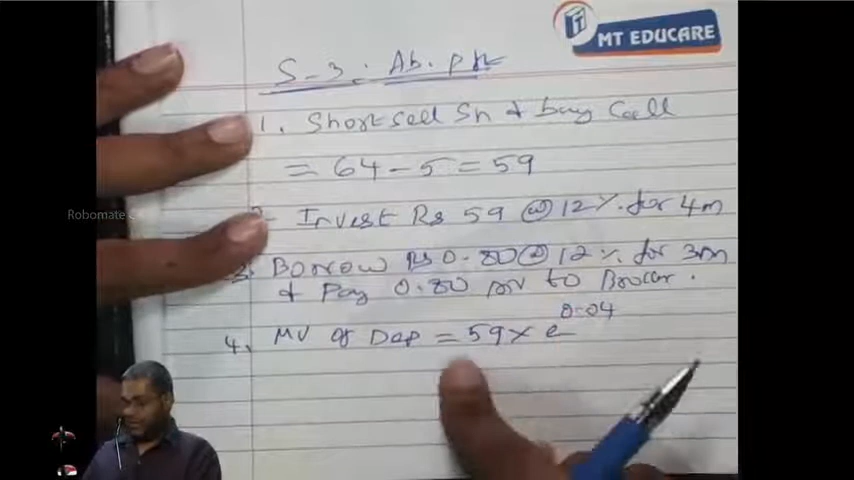 MT EDUCARE
S-3: Ab. pr
1. Short sell Sh & buy Call
= 64 - 5 = 59
2. Invest Rs 59 @ 12% for 4m
3. Borrow Rs 0.80 @ 12% for 3m
& Pay 0.80 DIV to Broker.
4. MV of Dep = 59 x e^0.04
Robomate